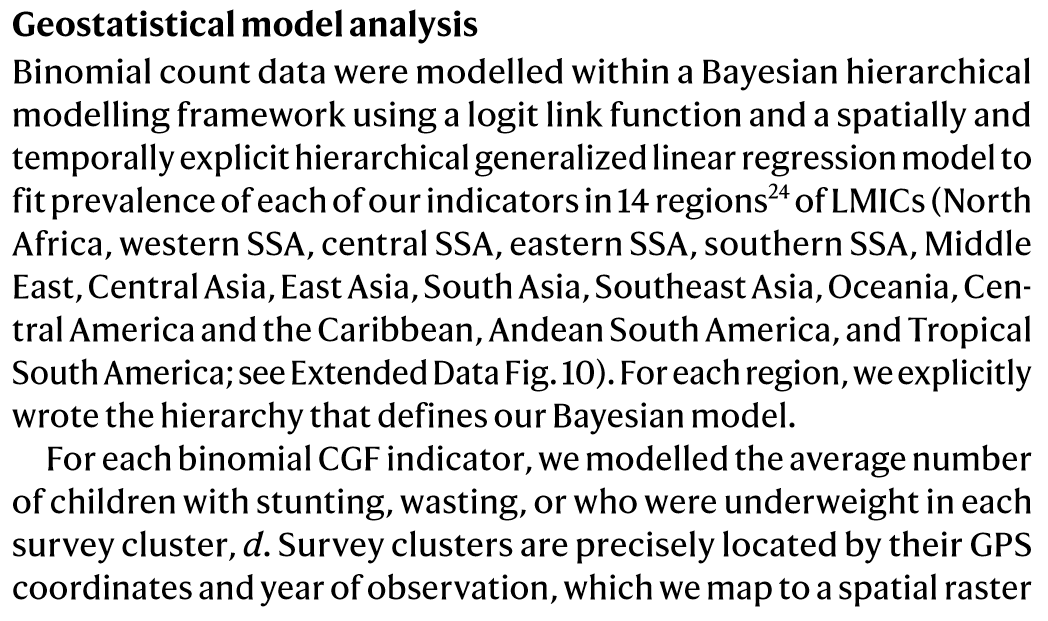 Geostatistical model analysis
Binomial count data were modelled within a Bayesian hierarchical
modelling framework using a logit link function and a spatially and
temporally explicit hierarchical generalized linear regression model to
fit prevalence of each of our indicators in 14 regions24 of LMICs (North
Africa, western SSA, central SSA, eastern SSA, southern SSA, Middle
East, Central Asia, East Asia, South Asia, Southeast Asia, Oceania, Cen-
tral America and the Caribbean, Andean South America, and Tropical
South America; see Extended Data Fig. 10). For each region, we explicitly
wrote the hierarchy that defines our Bayesian model.
For each binomial CGF indicator, we modelled the average number
of children with stunting, wasting, or who were underweight in each
survey cluster, d. Survey clusters are precisely located by their GPS
coordinates and year of observation, which we map to a spatial raster